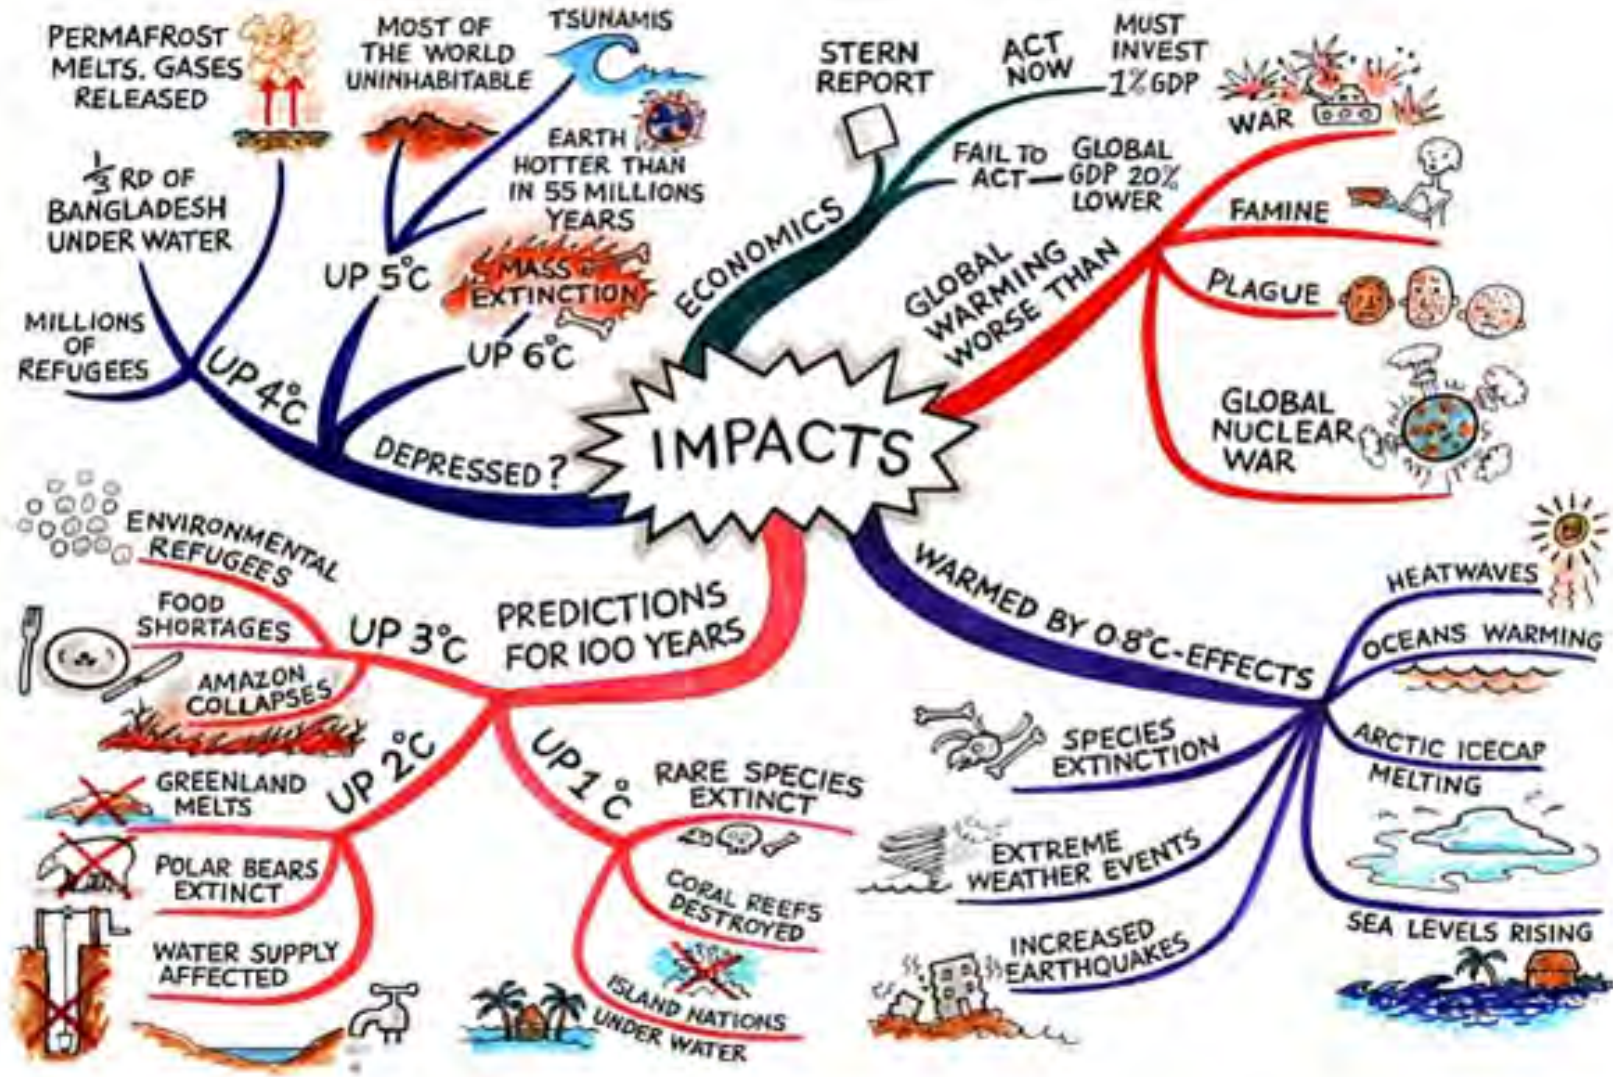 IMPACTS
ECONOMICS
STERN
REPORT
ACT
NOW
MUST
INVEST
1% GDP
FAIL TO
ACT
GLOBAL
GDP 20%
LOWER
GLOBAL
WARMING
WORSE THAN
WAR
FAMINE
PLAGUE
GLOBAL
NUCLEAR
WAR
WARMED BY 0·8°C-EFFECTS
HEATWAVES
OCEANS WARMING
ARCTIC ICECAP
MELTING
SEA LEVELS RISING
INCREASED
EARTHQUAKES
EXTREME
WEATHER EVENTS
SPECIES
EXTINCTION
PREDICTIONS
FOR 100 YEARS
UP 1°C
RARE SPECIES
EXTINCT
CORAL REEFS
DESTROYED
ISLAND NATIONS
UNDER WATER
UP 2°C
GREENLAND
MELTS
POLAR BEARS
EXTINCT
WATER SUPPLY
AFFECTED
UP 3°C
ENVIRONMENTAL
REFUGEES
FOOD
SHORTAGES
AMAZON
COLLAPSES
DEPRESSED?
UP 4°C
MILLIONS
OF
REFUGEES
1/3 RD OF
BANGLADESH
UNDER WATER
PERMAFROST
MELTS. GASES
RELEASED
UP 5°C
MOST OF
THE WORLD
UNINHABITABLE
TSUNAMIS
EARTH
HOTTER THAN
IN 55 MILLIONS
YEARS
UP 6°C
MASS
EXTINCTION